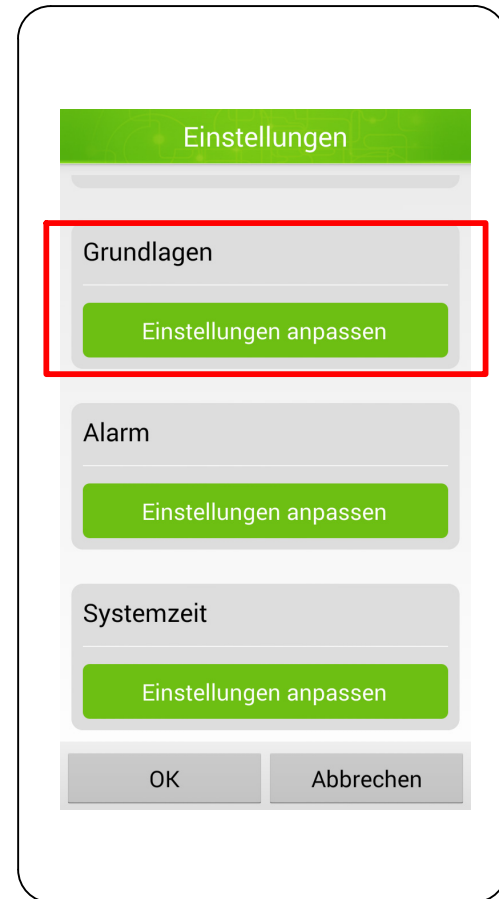 Einstellungen
Grundlagen
Einstellungen anpassen
Alarm
Einstellungen anpassen
Systemzeit
Einstellungen anpassen
OK Abbrechen